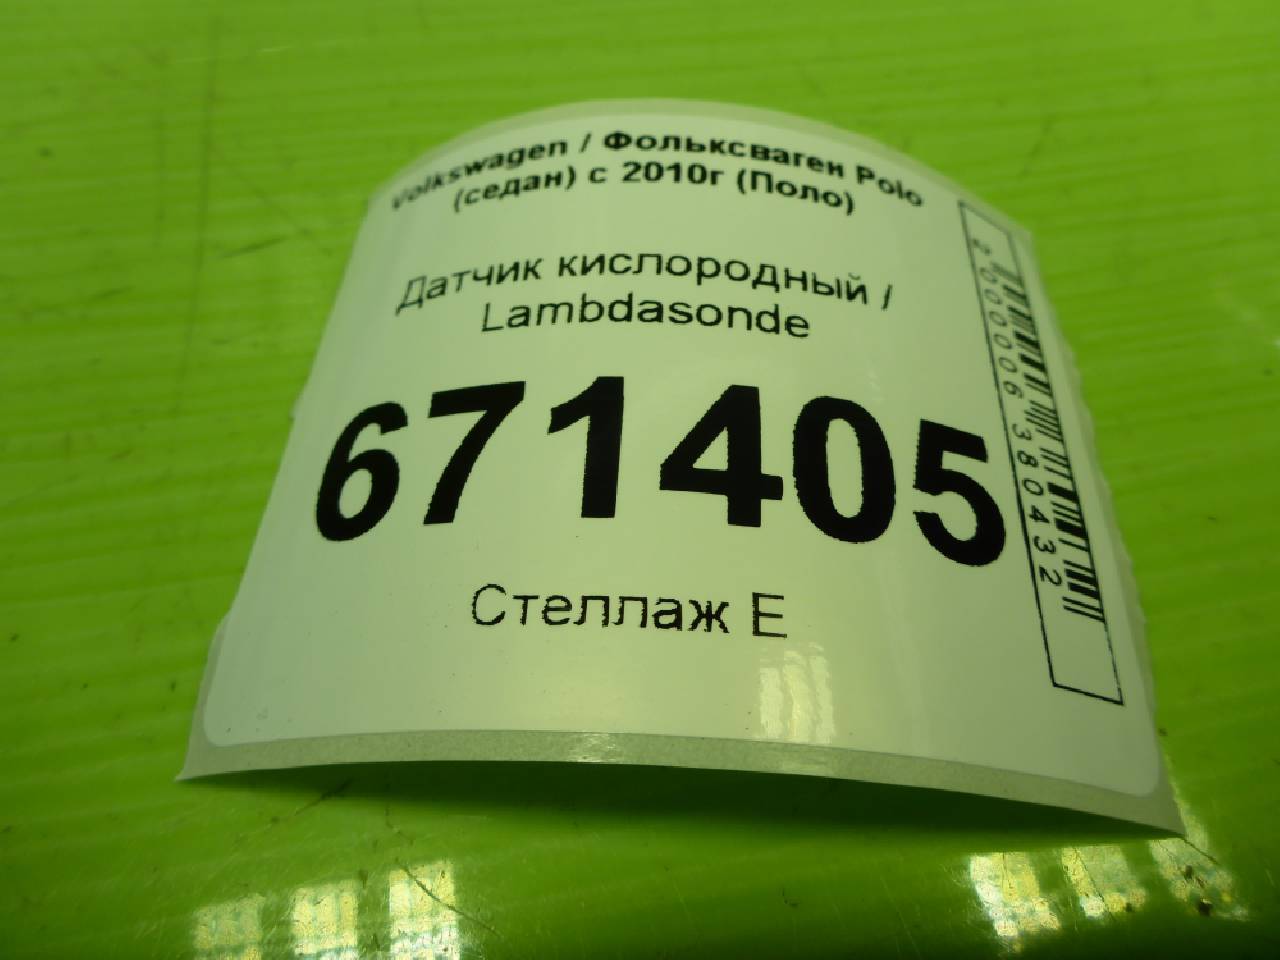 Volkswagen / Фольксваген Polo
(седан) с 2010г (Поло)
Датчик кислородный /
Lambdasonde
671405
Стеллаж Е
2000006380432